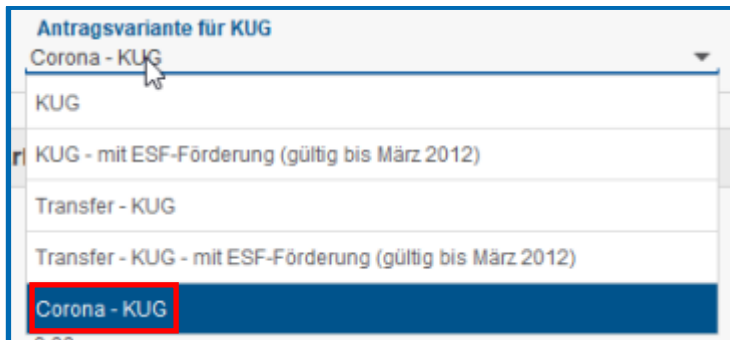 Antragsvariante für KUG
Corona - KUG
KUG
KUG - mit ESF-Förderung (gültig bis März 2012)
Transfer - KUG
Transfer - KUG - mit ESF-Förderung (gültig bis März 2012)
Corona - KUG